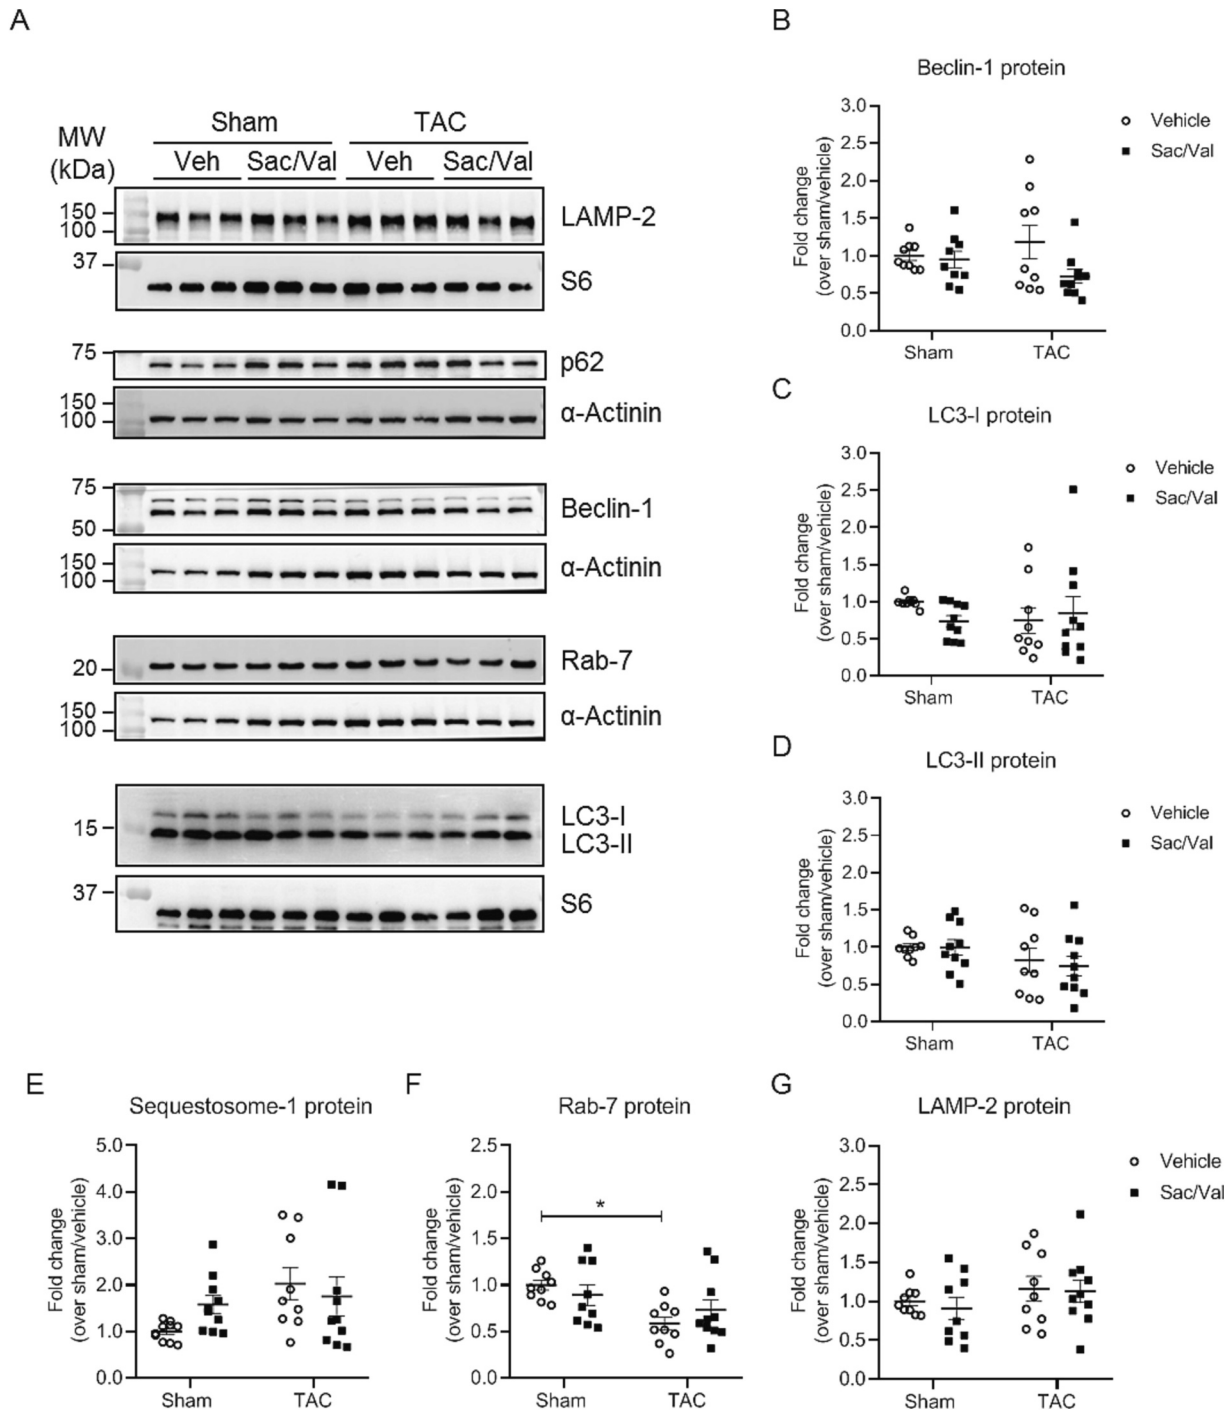 A
Sham TAC
MW
(kDa)
Veh Sac/Val Veh Sac/Val
150
100
LAMP-2
37
S6
75
p62
150
100
α-Actinin
75
50
Beclin-1
150
100
α-Actinin
20
Rab-7
150
100
α-Actinin
15
LC3-I
LC3-II
37
S6
B
Beclin-1 protein
Fold change
(over sham/vehicle)
3.0
2.5
2.0
1.5
1.0
0.5
0.0
Sham TAC
Vehicle
Sac/Val
C
LC3-I protein
Fold change
(over sham/vehicle)
3.0
2.5
2.0
1.5
1.0
0.5
0.0
Sham TAC
Vehicle
Sac/Val
D
LC3-II protein
Fold change
(over sham/vehicle)
3.0
2.5
2.0
1.5
1.0
0.5
0.0
Sham TAC
Vehicle
Sac/Val
E
Sequestosome-1 protein
Fold change
(over sham/vehicle)
5.0
4.0
3.0
2.0
1.0
0.0
Sham TAC
F
Rab-7 protein
Fold change
(over sham/vehicle)
2.5
2.0
1.5
1.0
0.5
0.0
*
Sham TAC
G
LAMP-2 protein
Fold change
(over sham/vehicle)
3.0
2.5
2.0
1.5
1.0
0.5
0.0
Sham TAC
Vehicle
Sac/Val